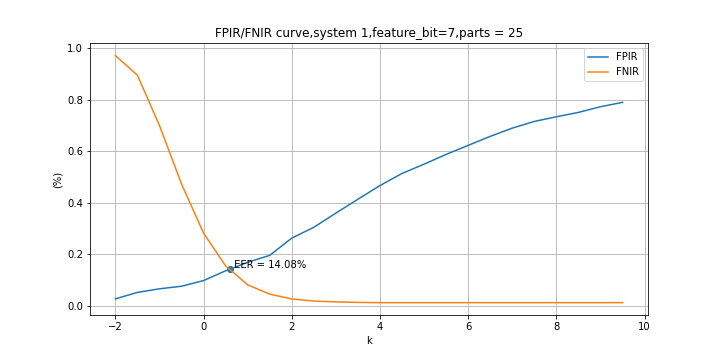 FPIR/FNIR curve,system 1,feature_bit=7,parts = 25
FPIR
FNIR
(%)
1.0
0.8
0.6
0.4
0.2
0.0
EER = 14.08%
−2
0
2
4
6
8
10
k